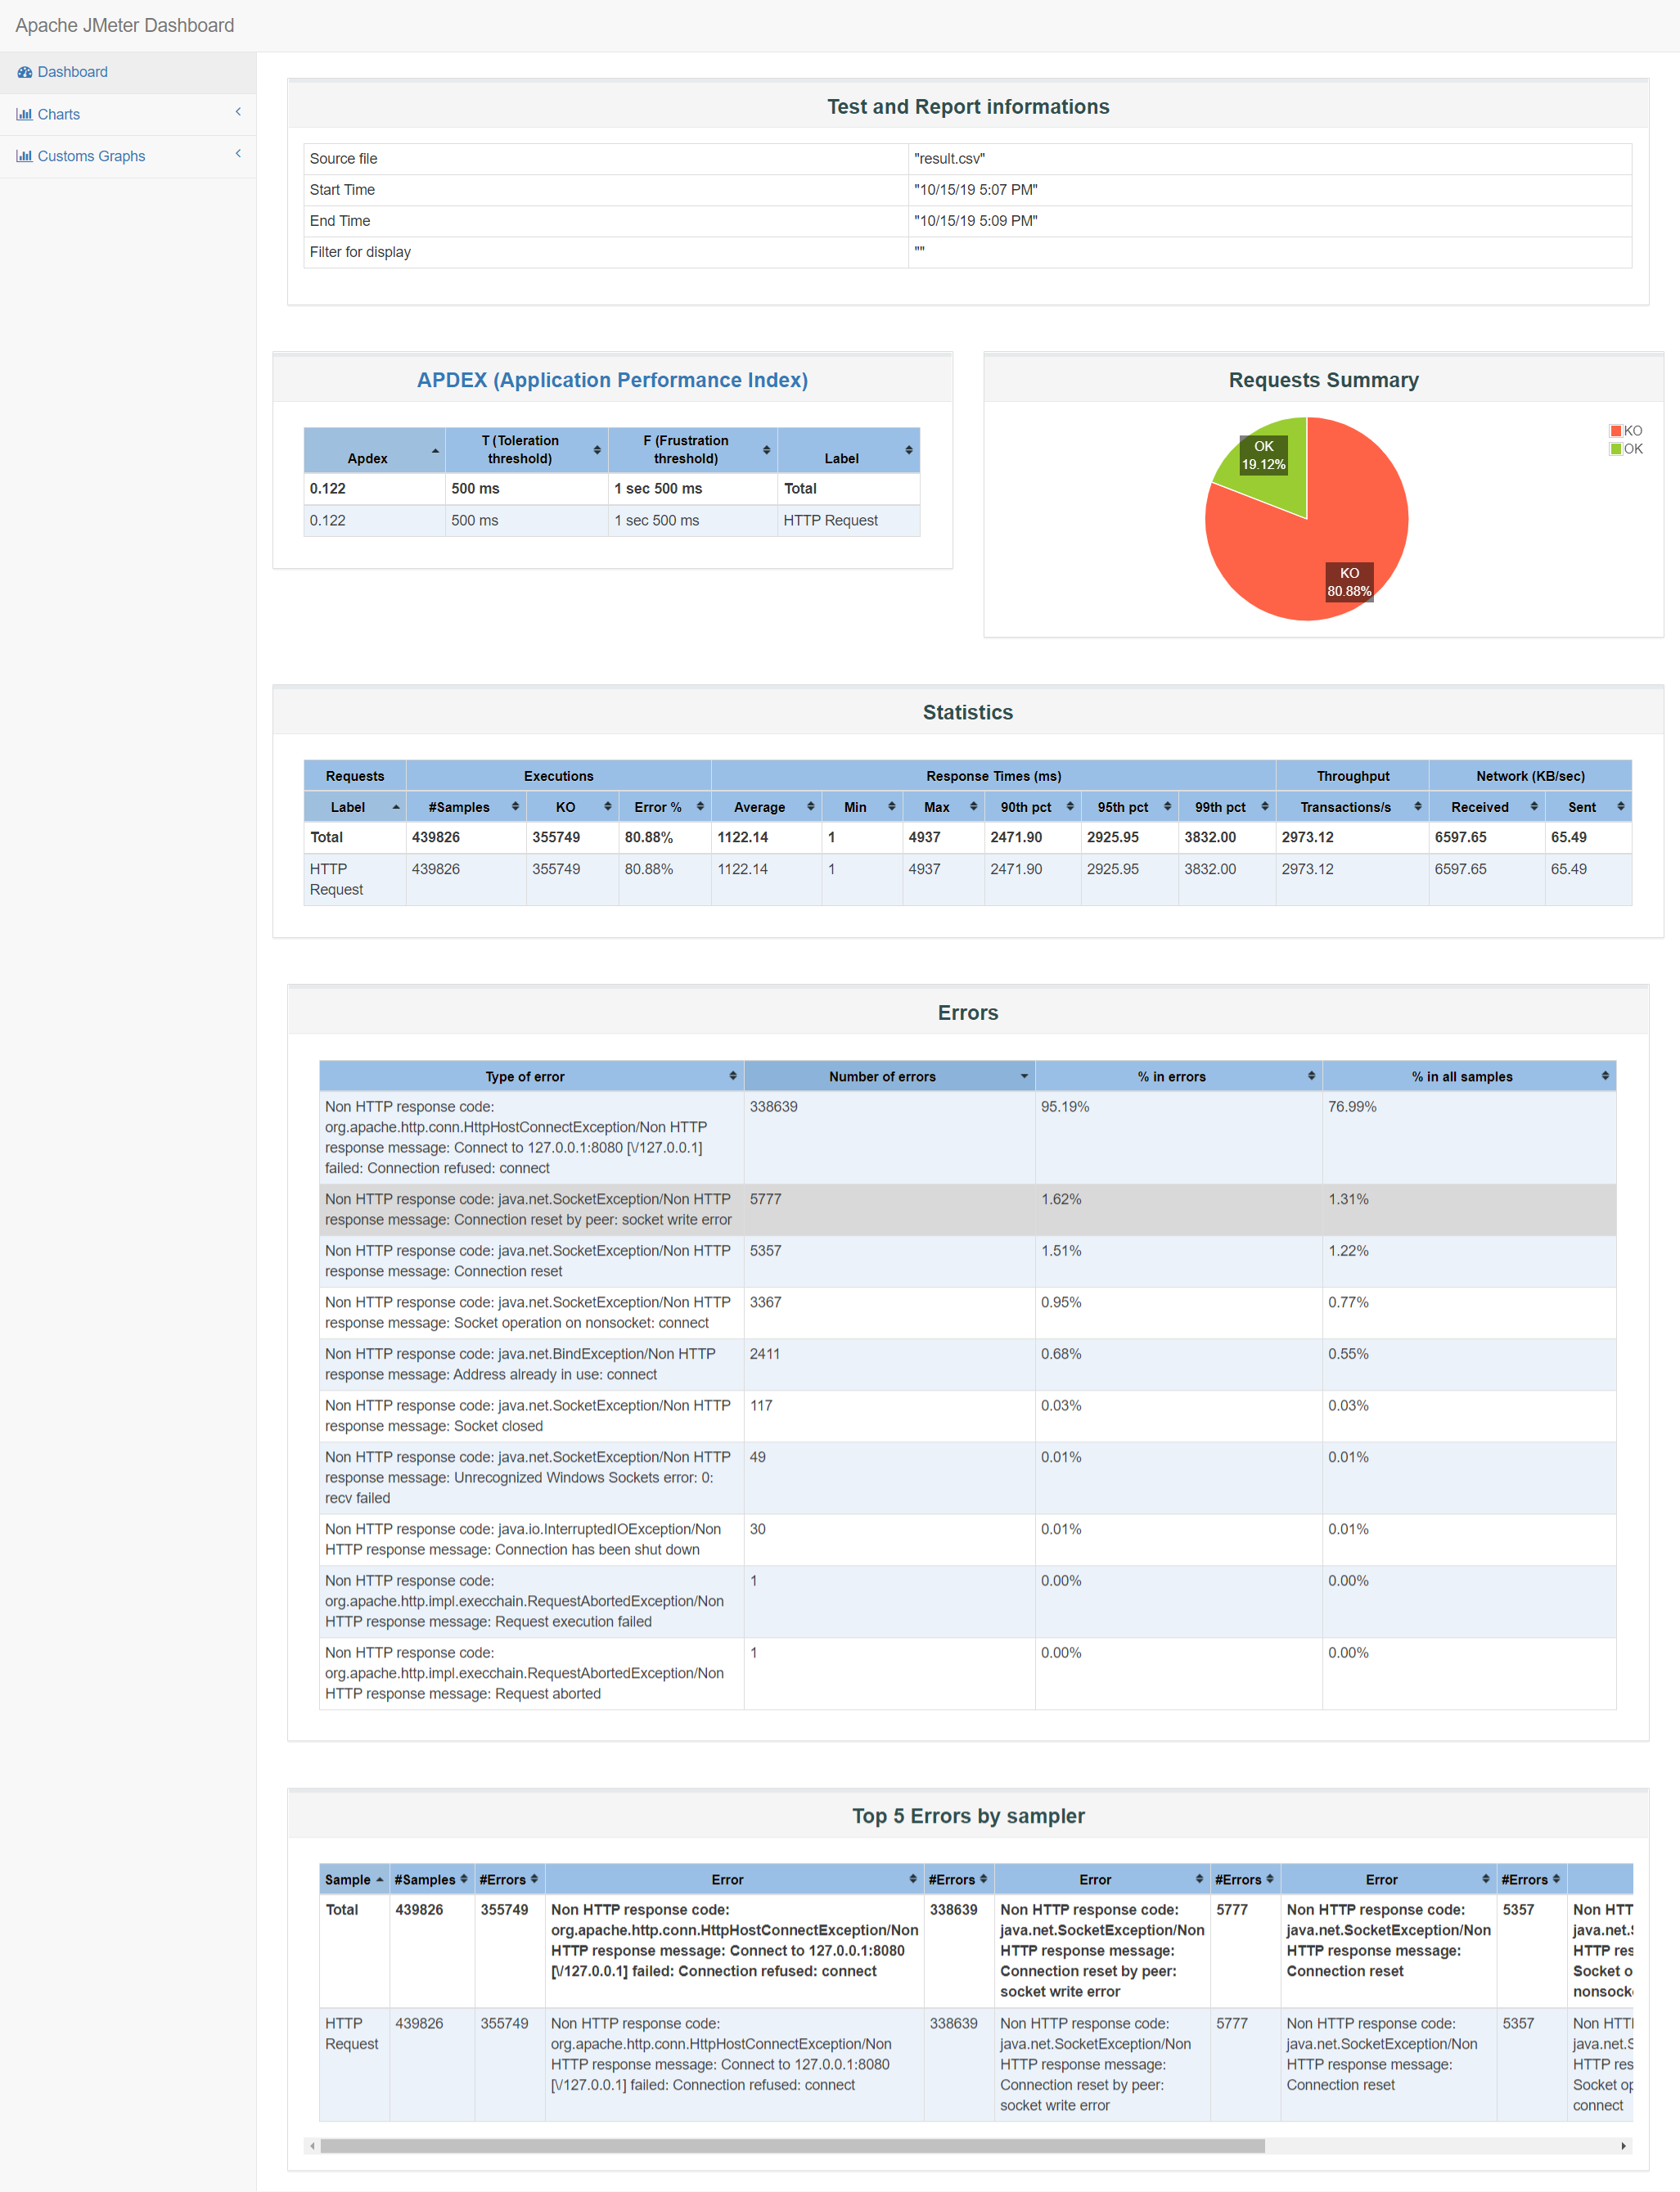 Apache JMeter Dashboard
Dashboard
Charts
Customs Graphs
Test and Report informations
Source file "result.csv"
Start Time "10/15/19 5:07 PM"
End Time "10/15/19 5:09 PM"
Filter for display ""
APDEX (Application Performance Index)
Apdex T (Toleration threshold) F (Frustration threshold) Label
0.122 500 ms 1 sec 500 ms Total
0.122 500 ms 1 sec 500 ms HTTP Request
Requests Summary
KO
OK
OK
19.12%
KO
80.88%
Statistics
Requests Executions Response Times (ms) Throughput Network (KB/sec)
Label #Samples KO Error % Average Min Max 90th pct 95th pct 99th pct Transactions/s Received Sent
Total 439826 355749 80.88% 1122.14 1 4937 2471.90 2925.95 3832.00 2973.12 6597.65 65.49
HTTP Request 439826 355749 80.88% 1122.14 1 4937 2471.90 2925.95 3832.00 2973.12 6597.65 65.49
Errors
Type of error Number of errors % in errors % in all samples
Non HTTP response code: 338639 95.19% 76.99%
org.apache.http.conn.HttpHostConnectException/Non HTTP
response message: Connect to 127.0.0.1:8080 [\/127.0.0.1]
failed: Connection refused: connect
Non HTTP response code: java.net.SocketException/Non HTTP 5777 1.62% 1.31%
response message: Connection reset by peer: socket write error
Non HTTP response code: java.net.SocketException/Non HTTP 5357 1.51% 1.22%
response message: Connection reset
Non HTTP response code: java.net.SocketException/Non HTTP 3367 0.95% 0.77%
response message: Socket operation on nonsocket: connect
Non HTTP response code: java.net.BindException/Non HTTP 2411 0.68% 0.55%
response message: Address already in use: connect
Non HTTP response code: java.net.SocketException/Non HTTP 117 0.03% 0.03%
response message: Socket closed
Non HTTP response code: java.net.SocketException/Non HTTP 49 0.01% 0.01%
response message: Unrecognized Windows Sockets error: 0:
recv failed
Non HTTP response code: java.io.InterruptedIOException/Non 30 0.01% 0.01%
HTTP response message: Connection has been shut down
Non HTTP response code: 1 0.00% 0.00%
org.apache.http.impl.execchain.RequestAbortedException/Non
HTTP response message: Request execution failed
Non HTTP response code: 1 0.00% 0.00%
org.apache.http.impl.execchain.RequestAbortedException/Non
HTTP response message: Request aborted
Top 5 Errors by sampler
Sample #Samples #Errors Error #Errors Error #Errors Error #Errors
Total 439826 355749 Non HTTP response code: 338639 Non HTTP response code: 5777 Non HTTP response code: 5357 Non HTT
org.apache.http.conn.HttpHostConnectException/Non java.net.SocketException/Non java.net.SocketException/Non java.net.S
HTTP response message: Connect to 127.0.0.1:8080 HTTP response message: HTTP response message: HTTP res
[\/127.0.0.1] failed: Connection refused: connect Connection reset by peer: Connection reset Socket o
socket write error nonsock
HTTP 439826 355749 Non HTTP response code: 338639 Non HTTP response code: 5777 Non HTTP response code: 5357 Non HTT
Request org.apache.http.conn.HttpHostConnectException/Non java.net.SocketException/Non java.net.SocketException/Non java.net.S
HTTP response message: Connect to 127.0.0.1:8080 HTTP response message: HTTP response message: HTTP res
[\/127.0.0.1] failed: Connection refused: connect Connection reset by peer: Connection reset Socket op
socket write error connect